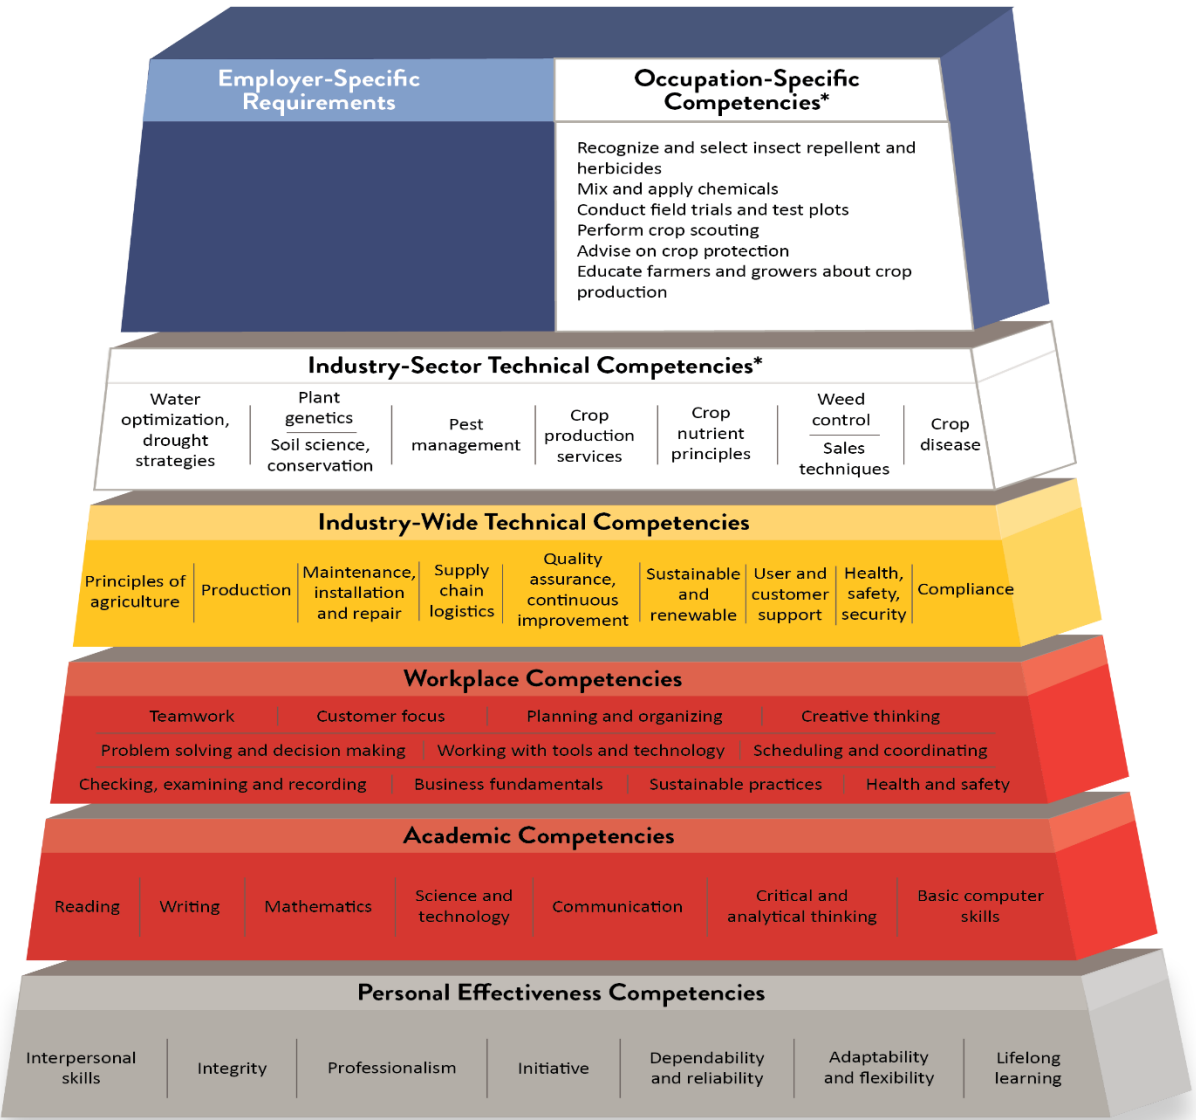 Employer-Specific
Requirements
Occupation-Specific
Competencies*
Recognize and select insect repellent and
herbicides
Mix and apply chemicals
Conduct field trials and test plots
Perform crop scouting
Advise on crop protection
Educate farmers and growers about crop
production
Industry-Sector Technical Competencies*
Water
optimization,
drought
strategies
Plant
genetics
Soil science,
conservation
Pest
management
Crop
production
services
Crop
nutrient
principles
Weed
control
Sales
techniques
Crop
disease
Industry-Wide Technical Competencies
Principles of
agriculture
Production
Maintenance,
installation
and repair
Supply
chain
logistics
Quality
assurance,
continuous
improvement
Sustainable
and
renewable
User and
customer
support
Health,
safety,
security
Compliance
Workplace Competencies
Teamwork
Customer focus
Planning and organizing
Creative thinking
Problem solving and decision making
Working with tools and technology
Scheduling and coordinating
Checking, examining and recording
Business fundamentals
Sustainable practices
Health and safety
Academic Competencies
Reading
Writing
Mathematics
Science and
technology
Communication
Critical and
analytical thinking
Basic computer
skills
Personal Effectiveness Competencies
Interpersonal
skills
Integrity
Professionalism
Initiative
Dependability
and reliability
Adaptability
and flexibility
Lifelong
learning